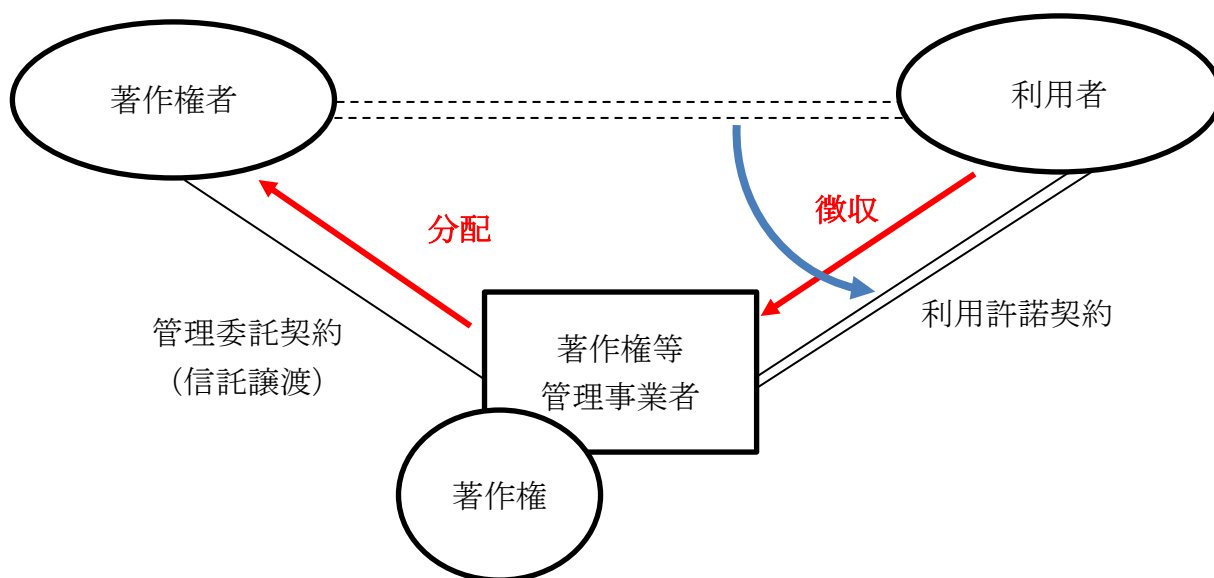 著作権者
利用者
分配
徴収
管理委託契約
（信託譲渡）
著作権等
管理事業者
利用許諾契約
著作権